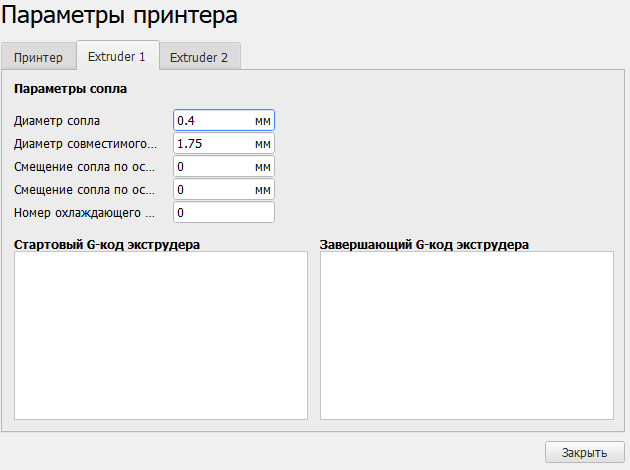 Параметры принтера
Принтер Extruder 1 Extruder 2
Параметры сопла
Диаметр сопла 0.4 мм
Диаметр совместимого... 1.75 мм
Смещение сопла по ос... 0 мм
Смещение сопла по ос... 0 мм
Номер охлаждающего ... 0
Стартовый G-код экструдера Завершающий G-код экструдера
Закрыть